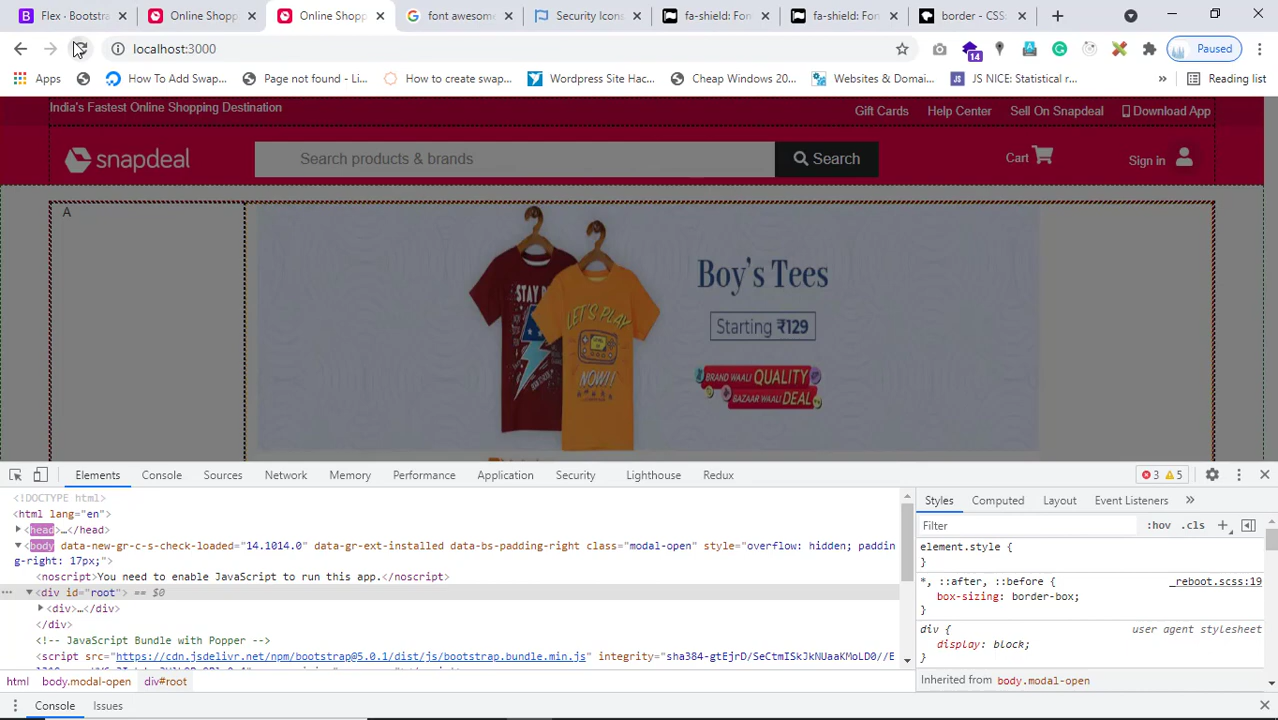 Flex · Bootstra
Online Shopp
Online Shopp
font awesome
Security Icons
fa-shield: Fon
fa-shield: Fon
border - CSS
localhost:3000
14
Paused
Apps
How To Add Swap...
Page not found - Li...
How to create swap...
Wordpress Site Hac...
Cheap Windows 20...
Websites & Domai...
JS NICE: Statistical r...
»
Reading list
India's Fastest Online Shopping Destination
Gift Cards
Help Center
Sell On Snapdeal
Download App
snapdeal
Search products & brands
Search
Cart
Sign in
A
STAY
LET'S PLAY
NOW!
Boy's Tees
Starting ₹129
BRAND WAALI QUALITY
BAZAAR WAALI DEAL
Elements
Console
Sources
Network
Memory
Performance
Application
Security
Lighthouse
Redux
3
5
<!DOCTYPE html>
<html lang="en">
<head>…</head>
<body data-new-gr-c-s-check-loaded="14.1014.0" data-gr-ext-installed data-bs-padding-right class="modal-open" style="overflow: hidden; paddin
g-right: 17px;">
<noscript>You need to enable JavaScript to run this app.</noscript>
<div id="root"> == $0
<div>…</div>
</div>
<!-- JavaScript Bundle with Popper -->
<script src="https://cdn.jsdelivr.net/npm/bootstrap@5.0.1/dist/js/bootstrap.bundle.min.js" integrity="sha384-gtEjrD/SeCtmISkJkNUaaKMoLD0//E
html
body.modal-open
div#root
Styles
Computed
Layout
Event Listeners
»
Filter
:hov
.cls
element.style {
}
*, ::after, ::before {
_reboot.scss:19
box-sizing: border-box;
}
div {
user agent stylesheet
display: block;
}
Inherited from body.modal-open
Console
Issues